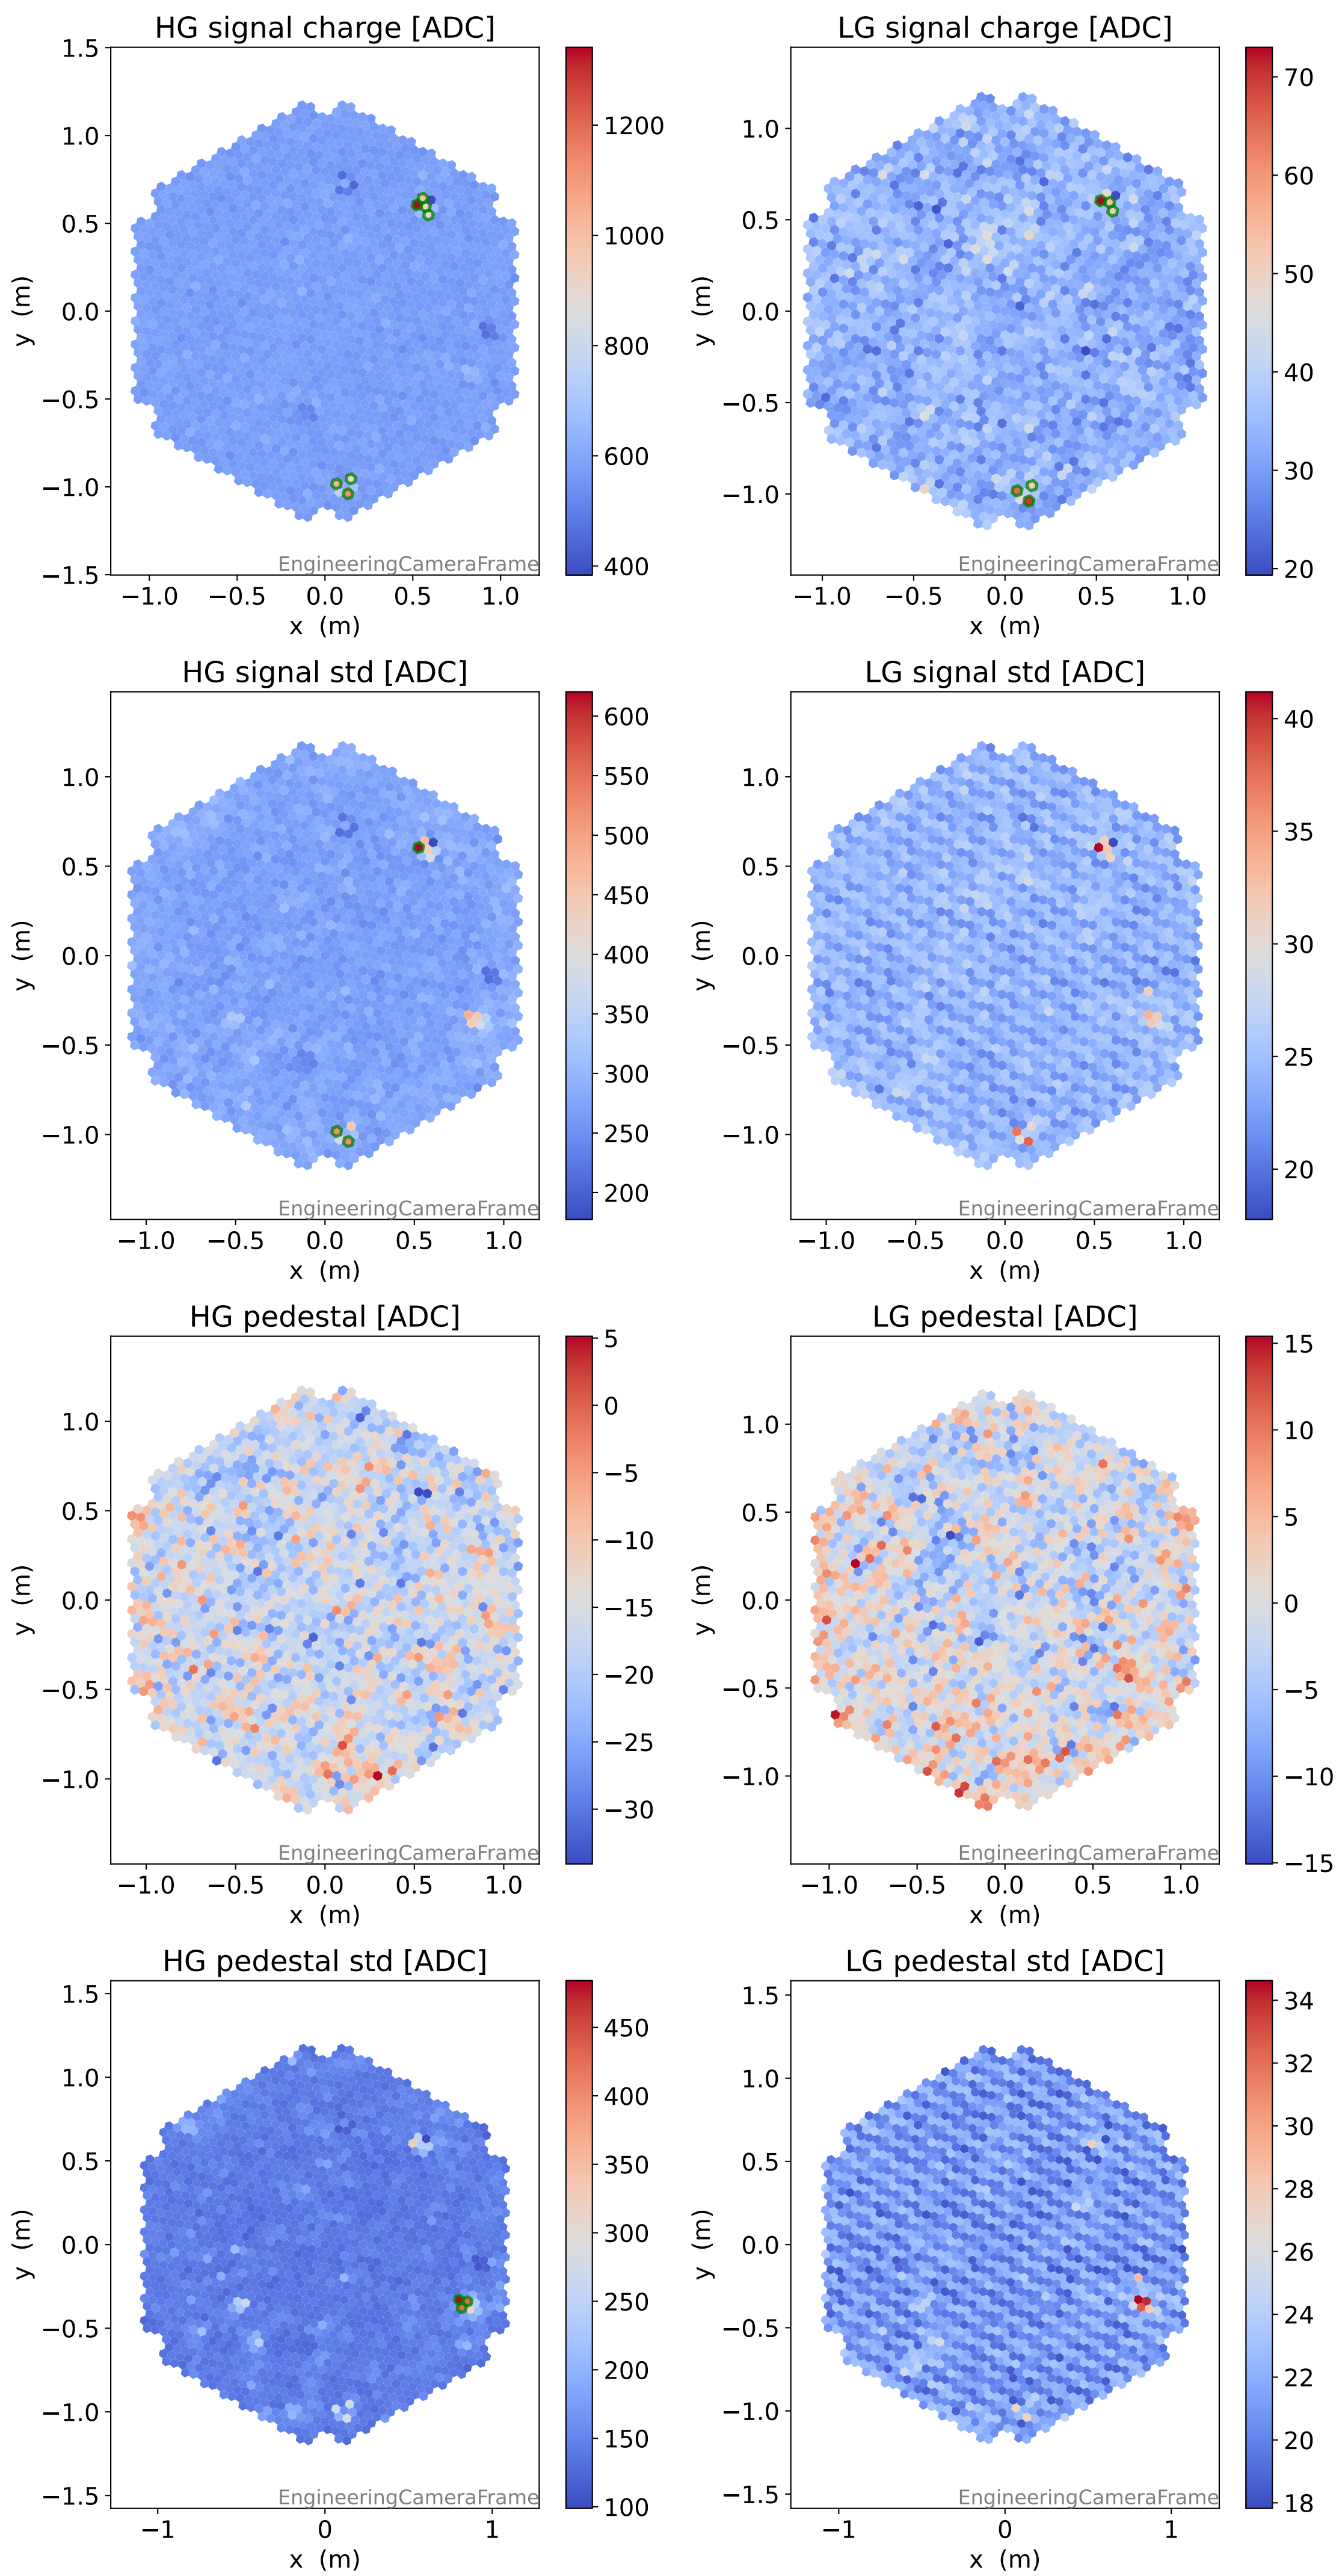 HG signal charge [ADC]
1.5
1.0
0.5
0.0
−0.5
−1.0
−1.5
y (m)
EngineeringCameraFrame
−1.0 −0.5 0.0 0.5 1.0
x (m)
1200
1000
800
600
400
LG signal charge [ADC]
1.0
0.5
0.0
−0.5
−1.0
y (m)
EngineeringCameraFrame
−1.0 −0.5 0.0 0.5 1.0
x (m)
70
60
50
40
30
20
HG signal std [ADC]
1.0
0.5
0.0
−0.5
−1.0
y (m)
EngineeringCameraFrame
−1.0 −0.5 0.0 0.5 1.0
x (m)
600
550
500
450
400
350
300
250
200
LG signal std [ADC]
1.0
0.5
0.0
−0.5
−1.0
y (m)
EngineeringCameraFrame
−1.0 −0.5 0.0 0.5 1.0
x (m)
40
35
30
25
20
HG pedestal [ADC]
1.0
0.5
0.0
−0.5
−1.0
y (m)
EngineeringCameraFrame
−1.0 −0.5 0.0 0.5 1.0
x (m)
5
0
−5
−10
−15
−20
−25
−30
LG pedestal [ADC]
1.0
0.5
0.0
−0.5
−1.0
y (m)
EngineeringCameraFrame
−1.0 −0.5 0.0 0.5 1.0
x (m)
15
10
5
0
−5
−10
−15
HG pedestal std [ADC]
1.5
1.0
0.5
0.0
−0.5
−1.0
−1.5
y (m)
EngineeringCameraFrame
−1 0 1
x (m)
450
400
350
300
250
200
150
100
LG pedestal std [ADC]
1.5
1.0
0.5
0.0
−0.5
−1.0
−1.5
y (m)
EngineeringCameraFrame
−1 0 1
x (m)
34
32
30
28
26
24
22
20
18